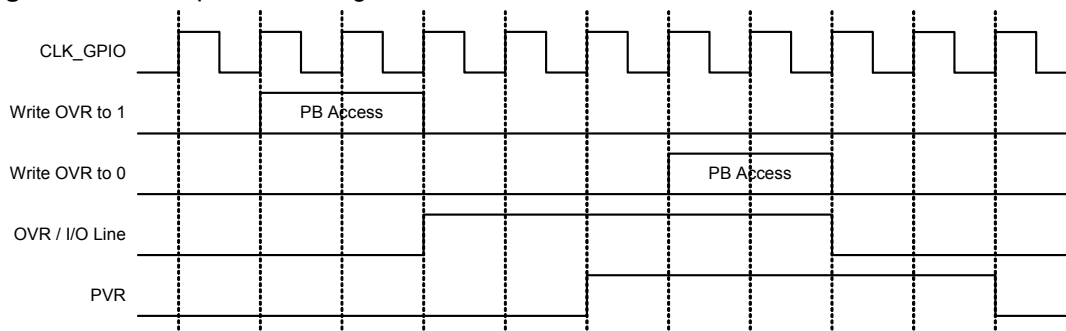 CLK_GPIO
Write OVR to 1
PB Access
Write OVR to 0
PB Access
OVR / I/O Line
PVR